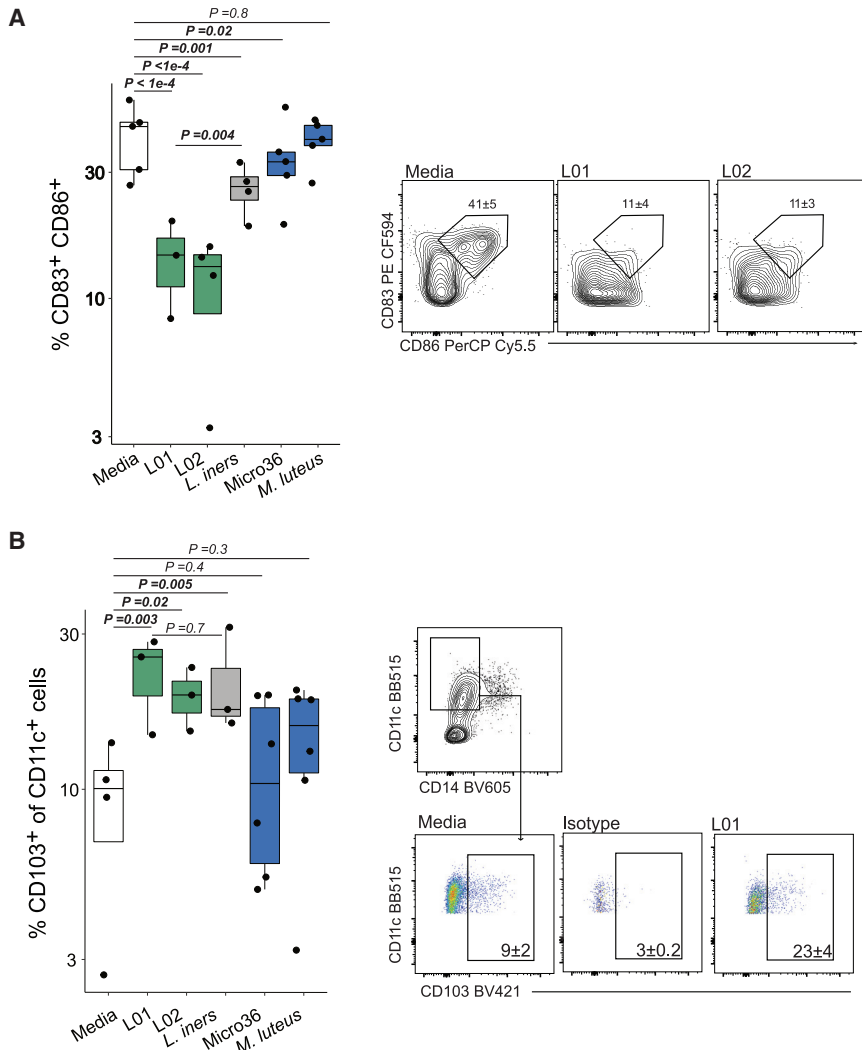 A
P =0.8
P =0.02
P =0.001
P <1e-4
P < 1e-4
P =0.004
30
10
3
% CD83+ CD86+
Media
L01
L02
L. iners
Micro36
M. luteus
Media
L01
L02
41±5
11±4
11±3
CD83 PE CF594
CD86 PerCP Cy5.5
B
P =0.3
P =0.4
P =0.005
P =0.02
P =0.003
P =0.7
30
10
3
% CD103+ of CD11c+ cells
Media
L01
L02
L. iners
Micro36
M. luteus
CD11c BB515
CD14 BV605
Media
Isotype
L01
CD11c BB515
9±2
3±0.2
23±4
CD103 BV421